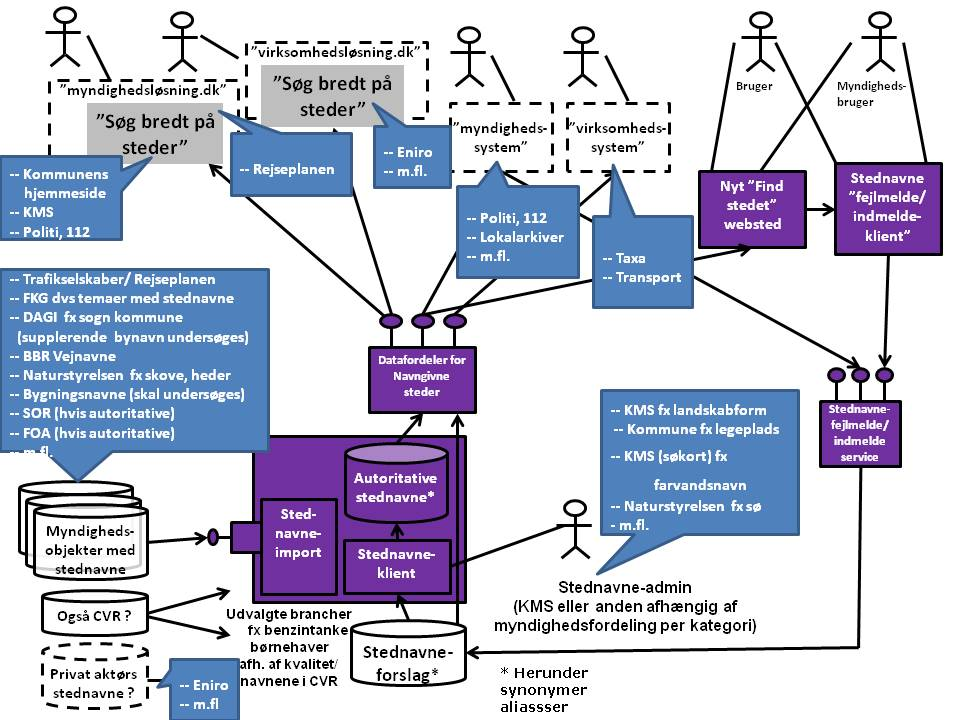 "virksomhedsløsning.dk"
"Søg bredt på
steder"
"myndighedsløsning.dk"
"Søg bredt på
steder"
-- Kommunens
hjemmeside
-- KMS
-- Politi, 112
-- Rejseplanen
-- Eniro
-- m.fl.
"myndigheds-
system"
"virksomheds-
system"
-- Politi, 112
-- Lokalarkiver
-- m.fl.
-- Taxa
-- Transport
Bruger
Myndigheds-
bruger
Nyt "Find
stedet"
websted
Stednavne
"fejlmelde/
indmelde-
klient"
-- Trafikselskaber/ Rejseplanen
-- FKG dvs temaer med stednavne
-- DAGI fx sogn kommune
(supplerende bynavn undersøges)
-- BBR Vejnavne
-- Naturstyrelsen fx skove, heder
-- Bygningsnavne (skal undersøges)
-- SOR (hvis autoritative)
-- FOA (hvis autoritative)
-- m.fl.
Datafordeler for
Navngivne
steder
-- KMS fx landskabform
-- Kommune fx legeplads
-- KMS (søkort) fx
farvandsnavn
-- Naturstyrelsen fx sø
- m.fl.
Stednavne-
fejlmelde/
indmelde
service
Autoritative
stednavne*
Sted-
navne-
import
Stednavne-
klient
Myndigheds-
objekter med
stednavne
Også CVR ?
Privat aktørs
stednavne ?
-- Eniro
-- m.fl
Udvalgte brancher
fx benzintanke
børnehaver
afh. af kvalitet/
navnene i CVR
Stednavne-
forslag*
Stednavne-admin
(KMS eller anden afhængig af
myndighedsfordeling per kategori)
* Herunder
synonymer
aliassser